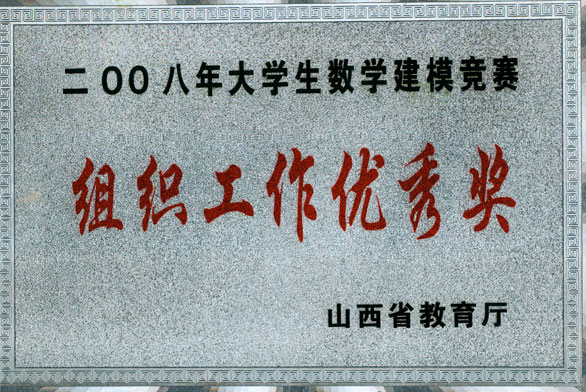 二OO八年大学生数学建模竞赛
组织工作优秀奖
山西省教育厅